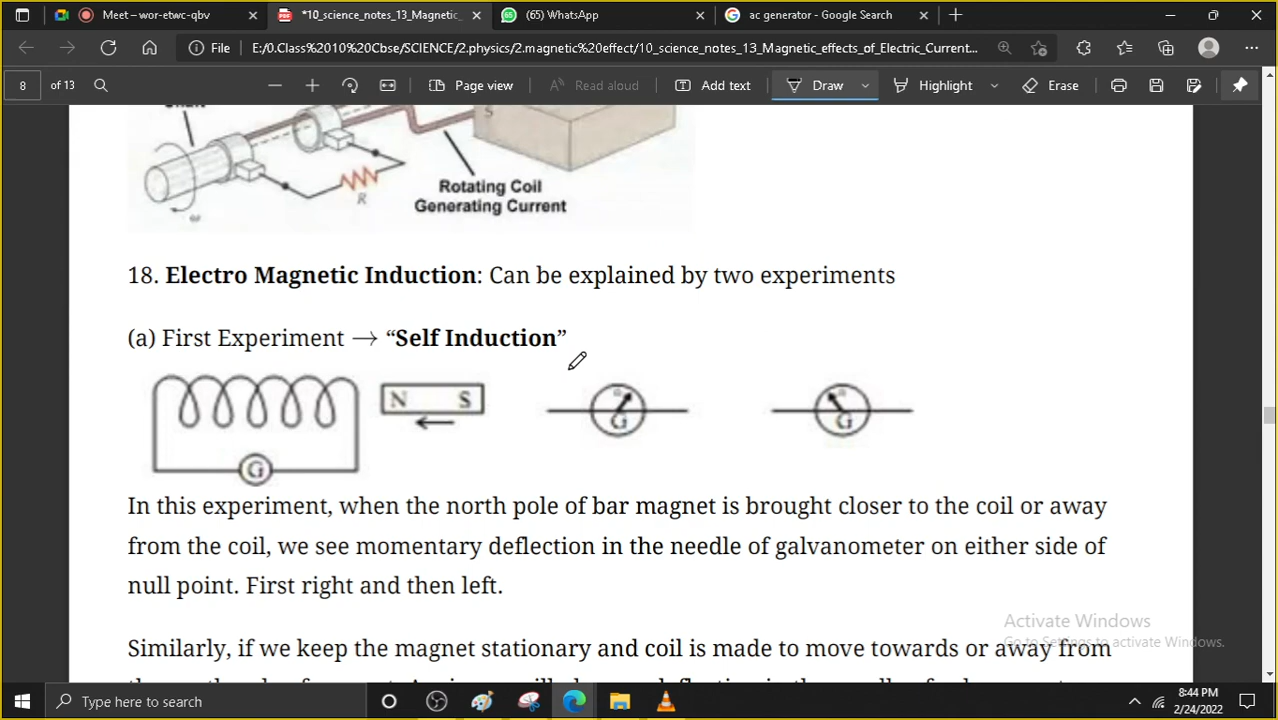 Meet – wor-etwc-qbv
*10_science_notes_13_Magnetic_
(65) WhatsApp
ac generator - Google Search
File
E:/0.Class%2010%20Cbse/SCIENCE/2.physics/2.magnetic%20effect/10_science_notes_13_Magnetic_effects_of_Electric_Current...
8 of 13
Page view
Read aloud
Add text
Draw
Highlight
Erase
S
R
ω
Rotating Coil
Generating Current
18. Electro Magnetic Induction: Can be explained by two experiments
(a) First Experiment → “Self Induction”
N S
G
G
G
In this experiment, when the north pole of bar magnet is brought closer to the coil or away
from the coil, we see momentary deflection in the needle of galvanometer on either side of
null point. First right and then left.
Similarly, if we keep the magnet stationary and coil is made to move towards or away from
Activate Windows
Go to Settings to activate Windows.
Type here to search
8:44 PM
2/24/2022